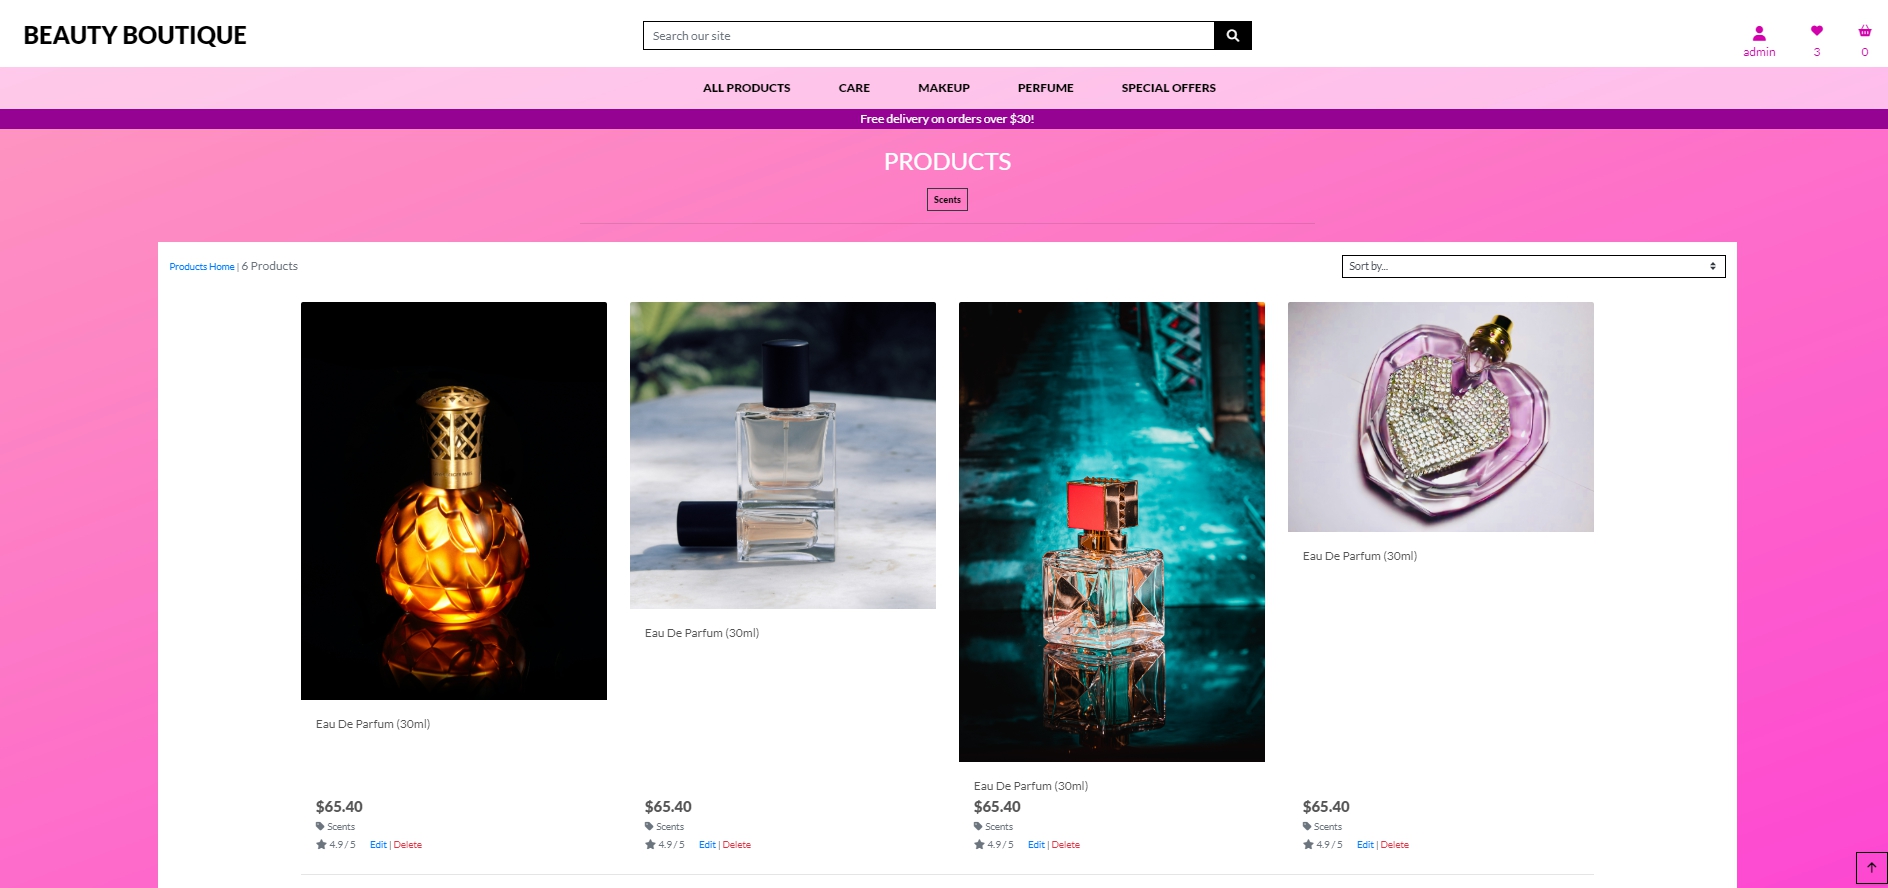 BEAUTY BOUTIQUE
Search our site
admin
3
0
ALL PRODUCTS
CARE
MAKEUP
PERFUME
SPECIAL OFFERS
Free delivery on orders over $30!
PRODUCTS
Scents
Products Home | 6 Products
Sort by...
Eau De Parfum (30ml)
$65.40
Scents
4.9 / 5 Edit | Delete
Eau De Parfum (30ml)
$65.40
Scents
4.9 / 5 Edit | Delete
Eau De Parfum (30ml)
$65.40
Scents
4.9 / 5 Edit | Delete
Eau De Parfum (30ml)
$65.40
Scents
4.9 / 5 Edit | Delete